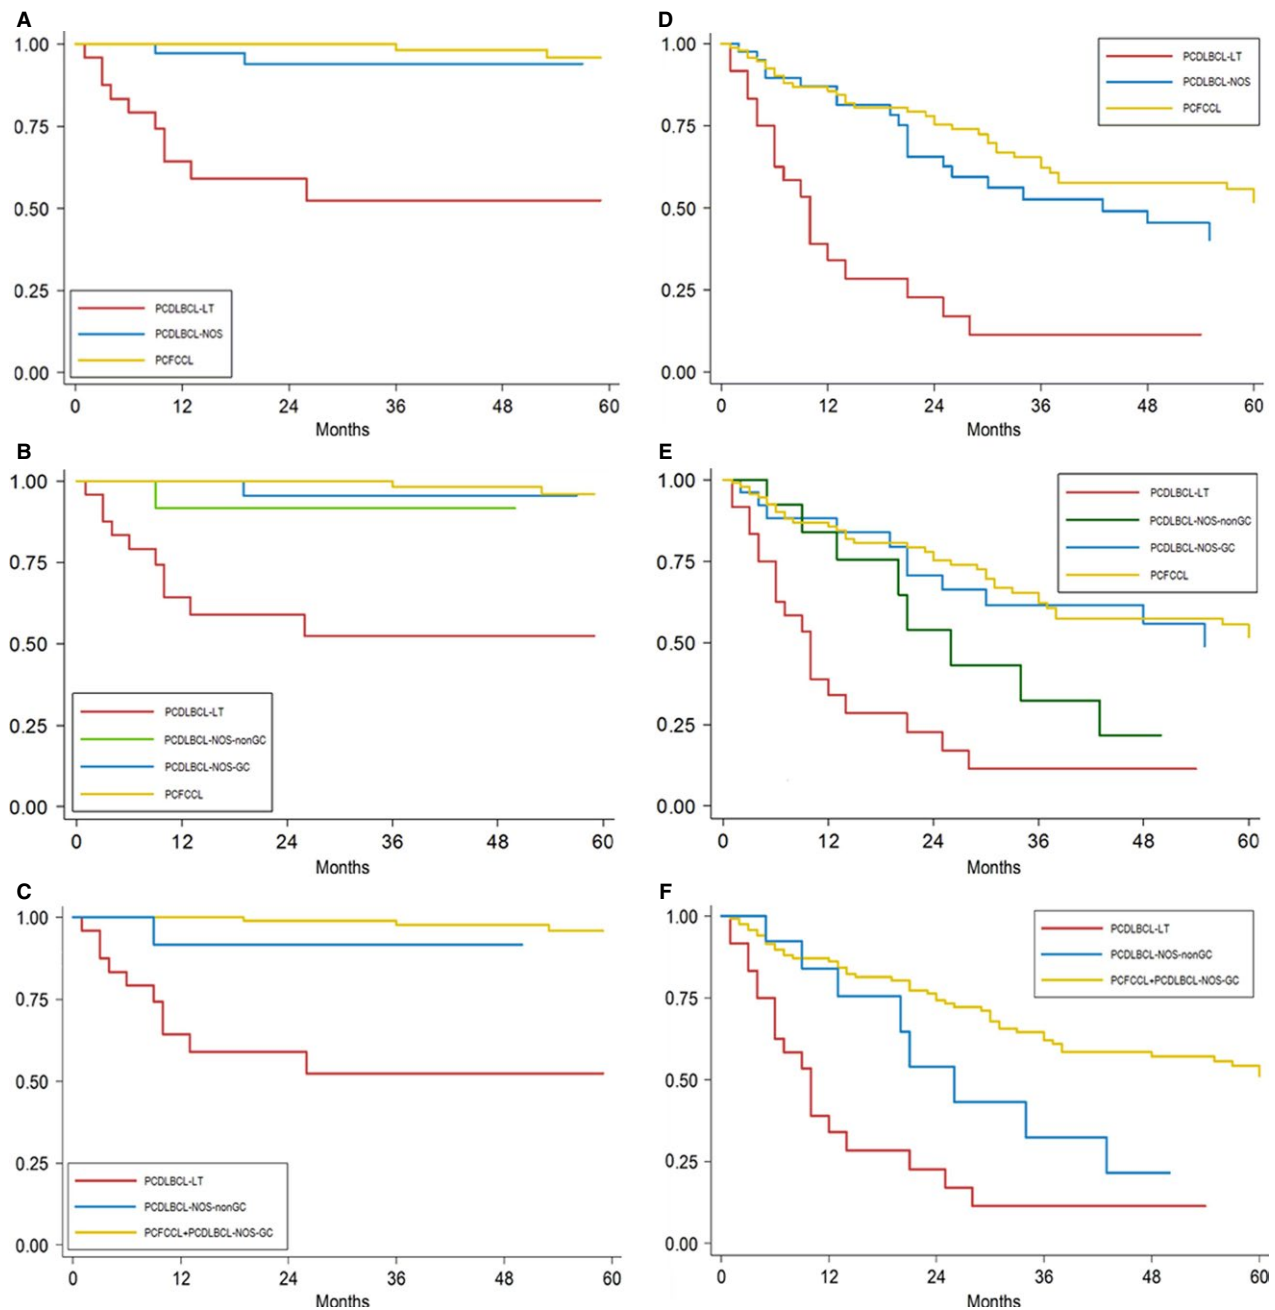 A
1.00
0.75
0.50
0.25
0.00
PCDLBCL-LT
PCDLBCL-NOS
PCFCCL
0 12 24 36 48 60
Months
D
1.00
0.75
0.50
0.25
0.00
PCDLBCL-LT
PCDLBCL-NOS
PCFCCL
0 12 24 36 48 60
Months
B
1.00
0.75
0.50
0.25
0.00
PCDLBCL-LT
PCDLBCL-NOS-nonGC
PCDLBCL-NOS-GC
PCFCCL
0 12 24 36 48 60
Months
E
1.00
0.75
0.50
0.25
0.00
PCDLBCL-LT
PCDLBCL-NOS-nonGC
PCDLBCL-NOS-GC
PCFCCL
0 12 24 36 48 60
Months
C
1.00
0.75
0.50
0.25
0.00
PCDLBCL-LT
PCDLBCL-NOS-nonGC
PCFCCL+PCDLBCL-NOS-GC
0 12 24 36 48 60
Months
F
1.00
0.75
0.50
0.25
0.00
PCDLBCL-LT
PCDLBCL-NOS-nonGC
PCFCCL+PCDLBCL-NOS-GC
0 12 24 36 48 60
Months